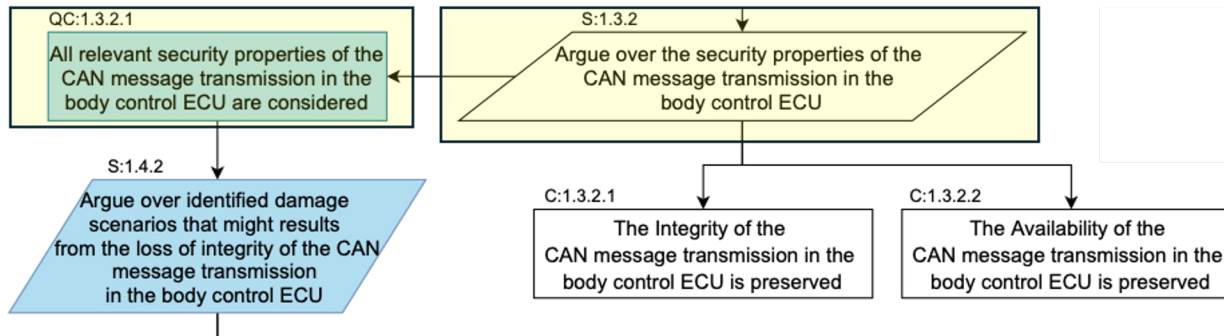 QC:1.3.2.1
All relevant security properties of the
CAN message transmission in the
body control ECU are considered
S:1.3.2
Argue over the security properties of the
CAN message transmission in the
body control ECU
S:1.4.2
Argue over identified damage
scenarios that might results
from the loss of integrity of the CAN
message transmission
in the body control ECU
C:1.3.2.1
The Integrity of the
CAN message transmission in the
body control ECU is preserved
C:1.3.2.2
The Availability of the
CAN message transmission in the
body control ECU is preserved